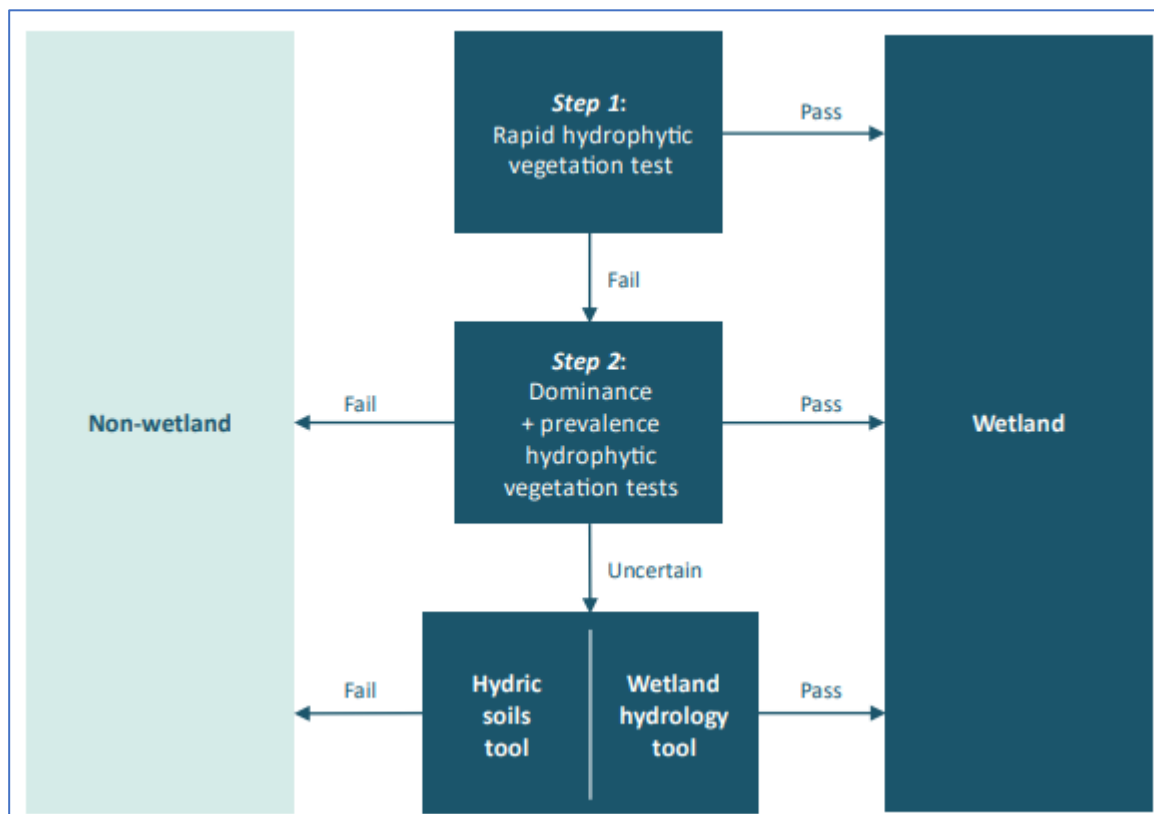 Step 1:
Rapid hydrophytic
vegetation test
Pass
Fail
Non-wetland
Fail
Step 2:
Dominance
+ prevalence
hydrophytic
vegetation tests
Pass
Wetland
Uncertain
Fail
Hydric
soils
tool
Wetland
hydrology
tool
Pass